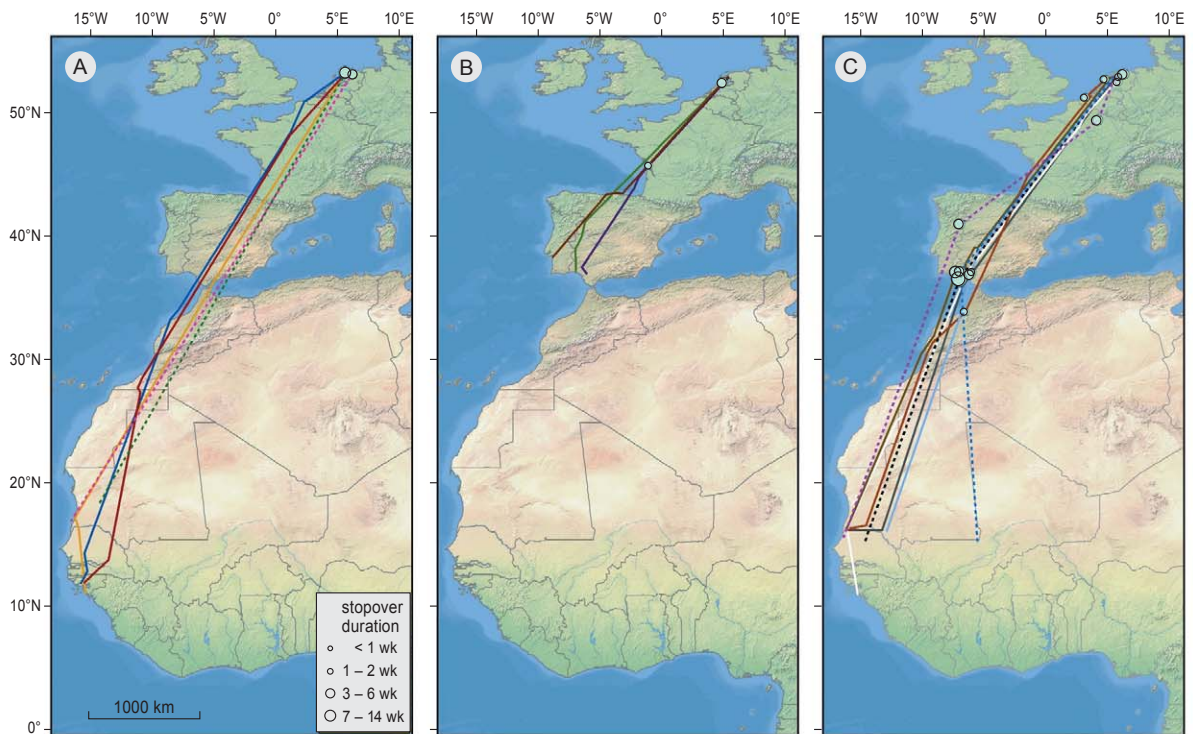 15°W 10°W 5°W 0°E 5°E 10°E 15°W 10°W 5°W 0°E 5°E 10°E 15°W 10°W 5°W 0°E 5°E 10°E
A B C
50°N
40°N
30°N
20°N
10°N
0°
stopover
duration
< 1 wk
1 – 2 wk
3 – 6 wk
7 – 14 wk
1000 km